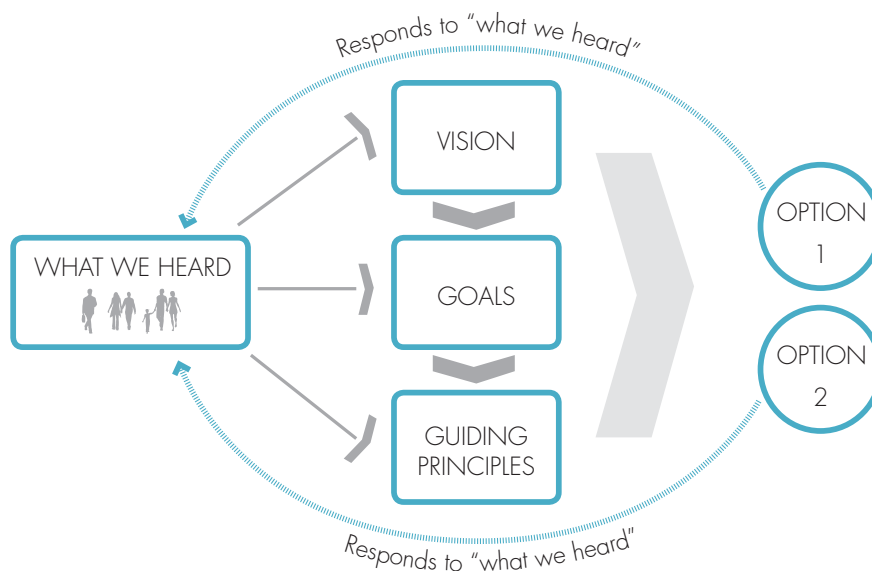 Responds to “what we heard”
VISION
OPTION
1
WHAT WE HEARD
GOALS
OPTION
2
GUIDING
PRINCIPLES
Responds to “what we heard”